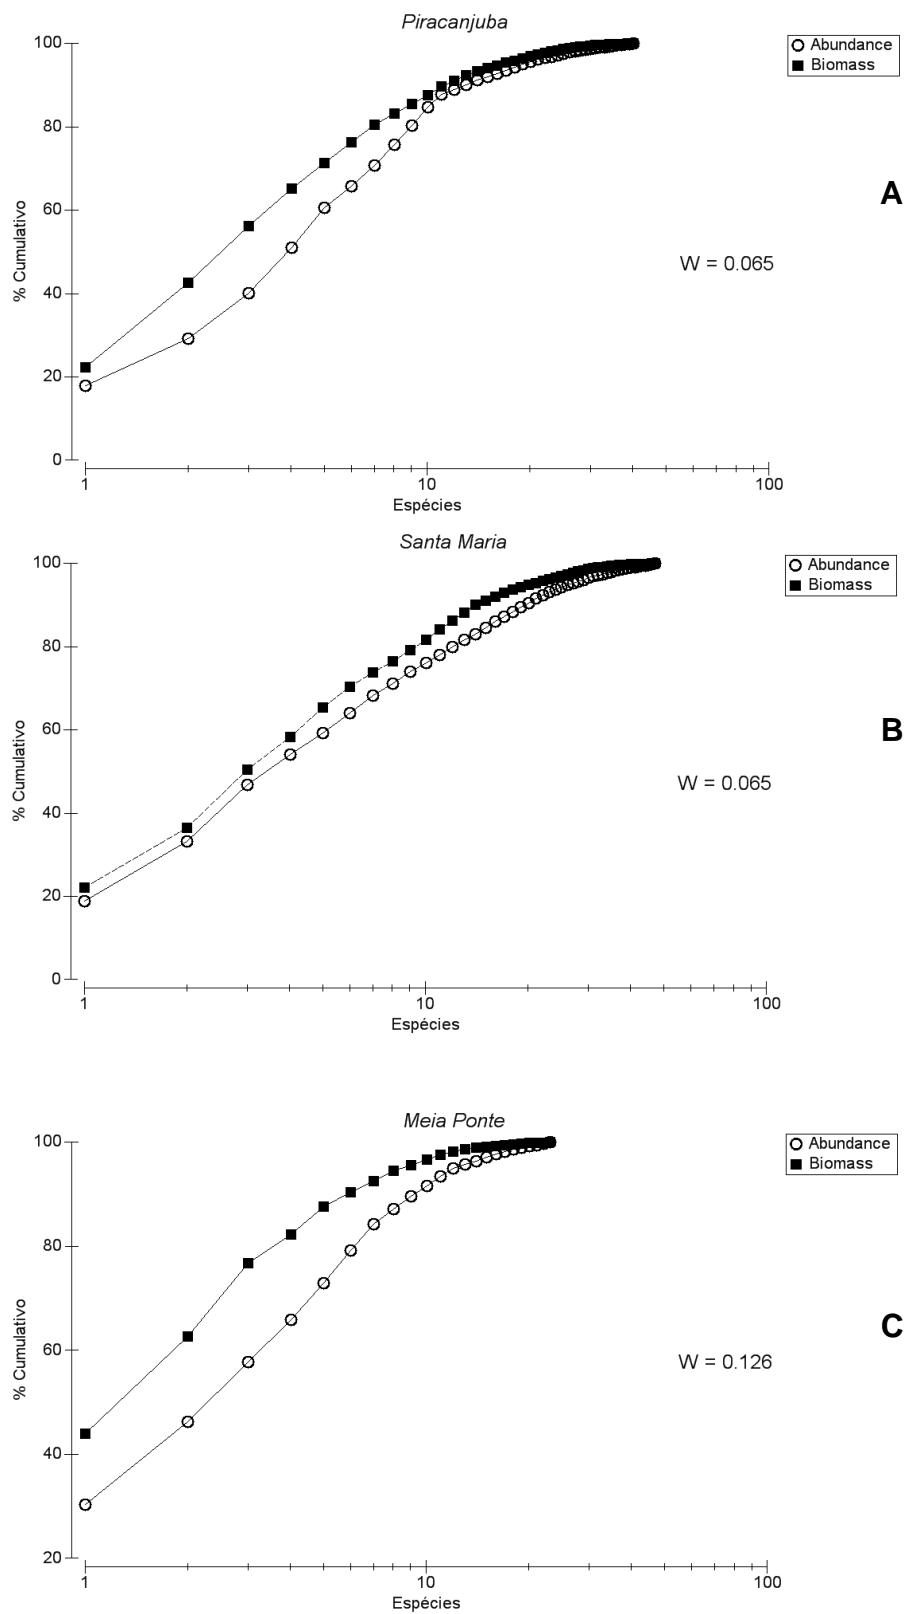 Piracanjuba
100
80
60
40
20
0
% Cumulativo
Abundance
Biomass
A
W = 0.065
1
10
100
Espécies
Santa Maria
100
80
60
40
20
0
% Cumulativo
Abundance
Biomass
B
W = 0.065
1
10
100
Espécies
Meia Ponte
100
80
60
40
20
% Cumulativo
Abundance
Biomass
C
W = 0.126
1
10
100
Espécies